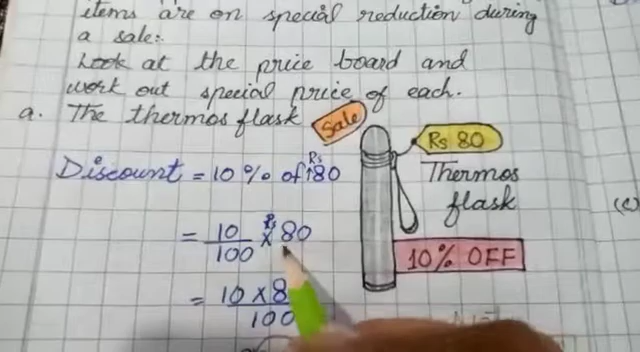 items are on special reduction during
a sale:
Look at the price board and
work out special price of each.
a. The thermos flask
Sale
Rs 80
Thermos
flask
10% OFF
(c)
Discount = 10% of Rs 80
= 10/100 × Rs 80
= 10 × 8
100